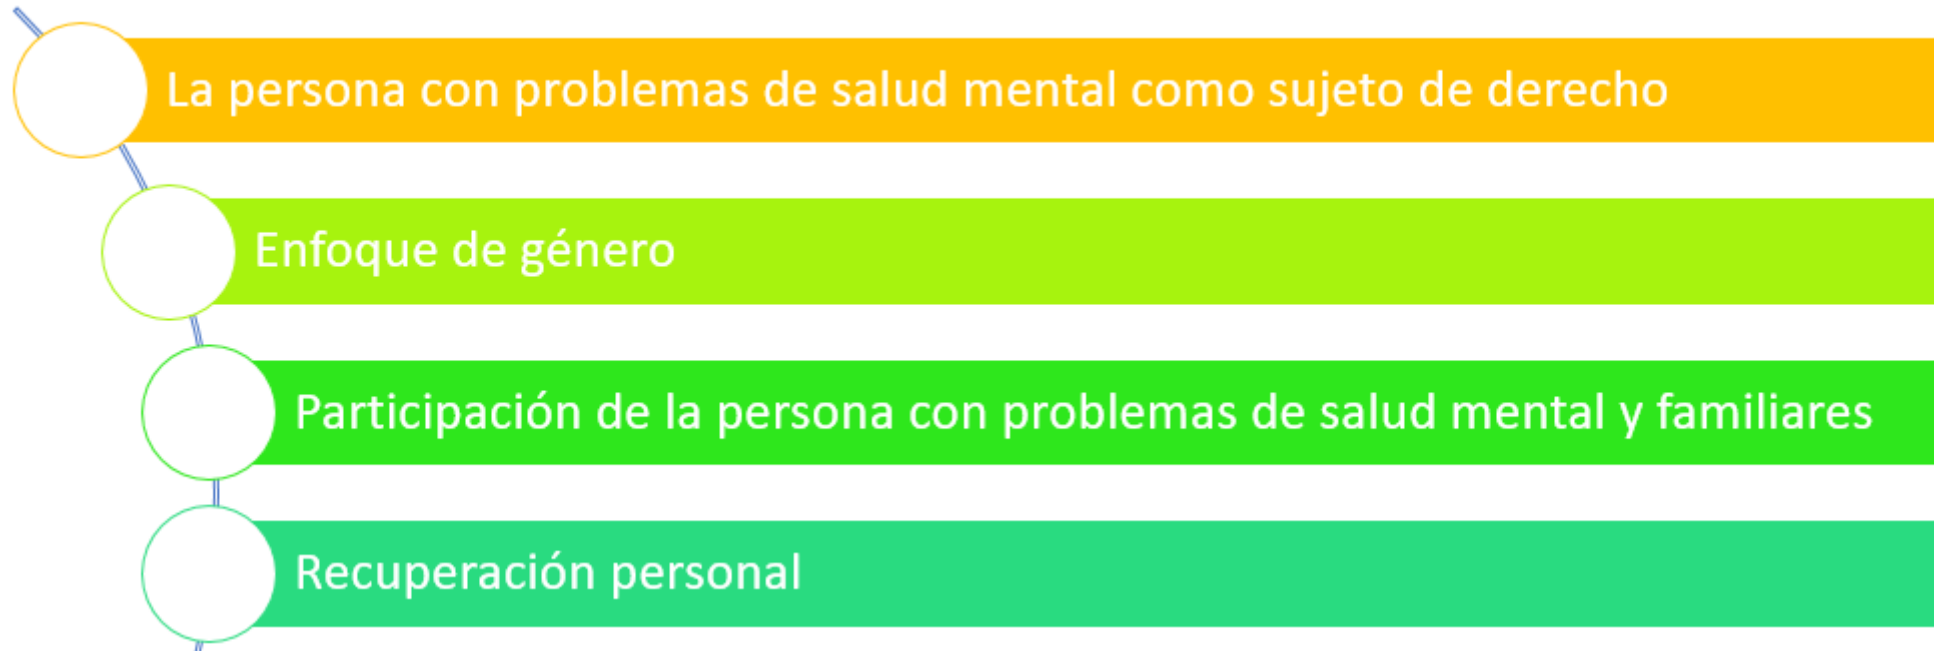 La persona con problemas de salud mental como sujeto de derecho
Enfoque de género
Participación de la persona con problemas de salud mental y familiares
Recuperación personal